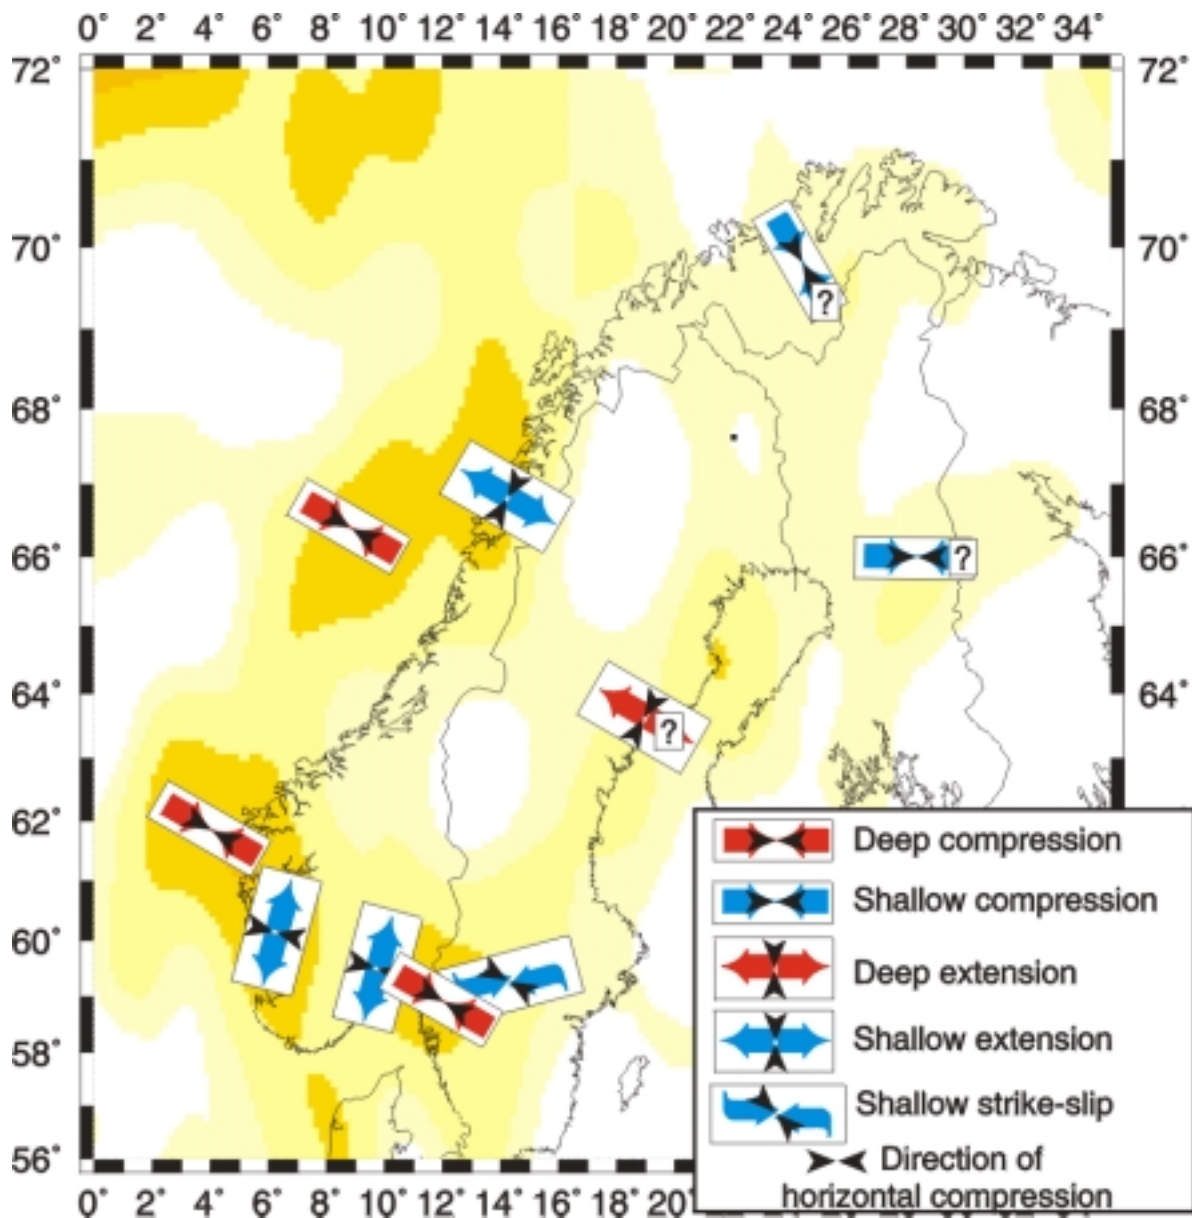 0° 2° 4° 6° 8° 10° 12° 14° 16° 18° 20° 22° 24° 26° 28° 30° 32° 34°
72° 72°
70° 70°
?
68° 68°
66° ? 66°
64° 64°
?
62°
60°
58°
56°
Deep compression
Shallow compression
Deep extension
Shallow extension
Shallow strike-slip
Direction of
horizontal compression
0° 2° 4° 6° 8° 10° 12° 14° 16° 18° 20°